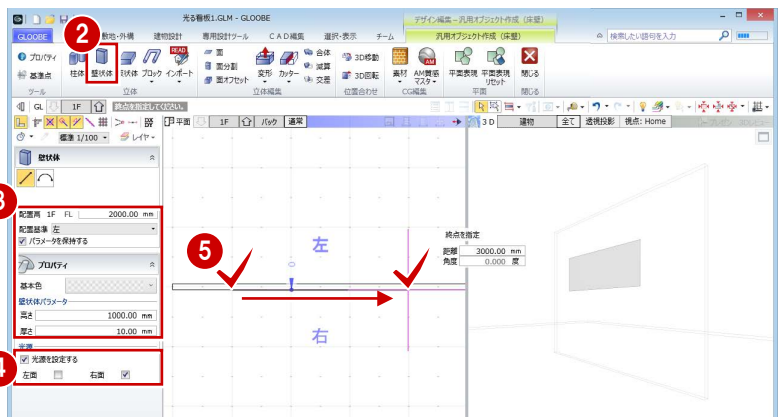 光る看板1.GLM - GLOOBE
デザイン編集－汎用オブジェクト作成（床壁）
GLOOBE 敷地・外構 建物設計 専用設計ツール CAD編集 選択・表示 チーム 汎用オブジェクト作成（床壁） 検索したい語句を入力
2
プロパティ
基準点
柱体 壁状体 ブロック インポート
面
面分割
面オフセット
変形 カッター
合体
減算
交差
3D移動
3D回転
素材 AM質感マスター
平面表現 平面表現リセット
閉じる
ツール 立体 立体編集 位置合わせ CG編集 平面 閉じる
GL 1F 終点を指定してください。
標準 1/100 レイヤ
平面 1F バック 通常
3D 建物 全て 透視投影 視点: Home
壁状体
3
配置高 1F FL 2000.00 mm
配置基準 左
パラメータを保持する
プロパティ
基本色
壁状体パラメータ
高さ 1000.00 mm
厚さ 10.00 mm
光源
4
光源を設定する
左面 右面
左
5
右
終点を指定
距離 3000.00 mm
角度 0.000 度